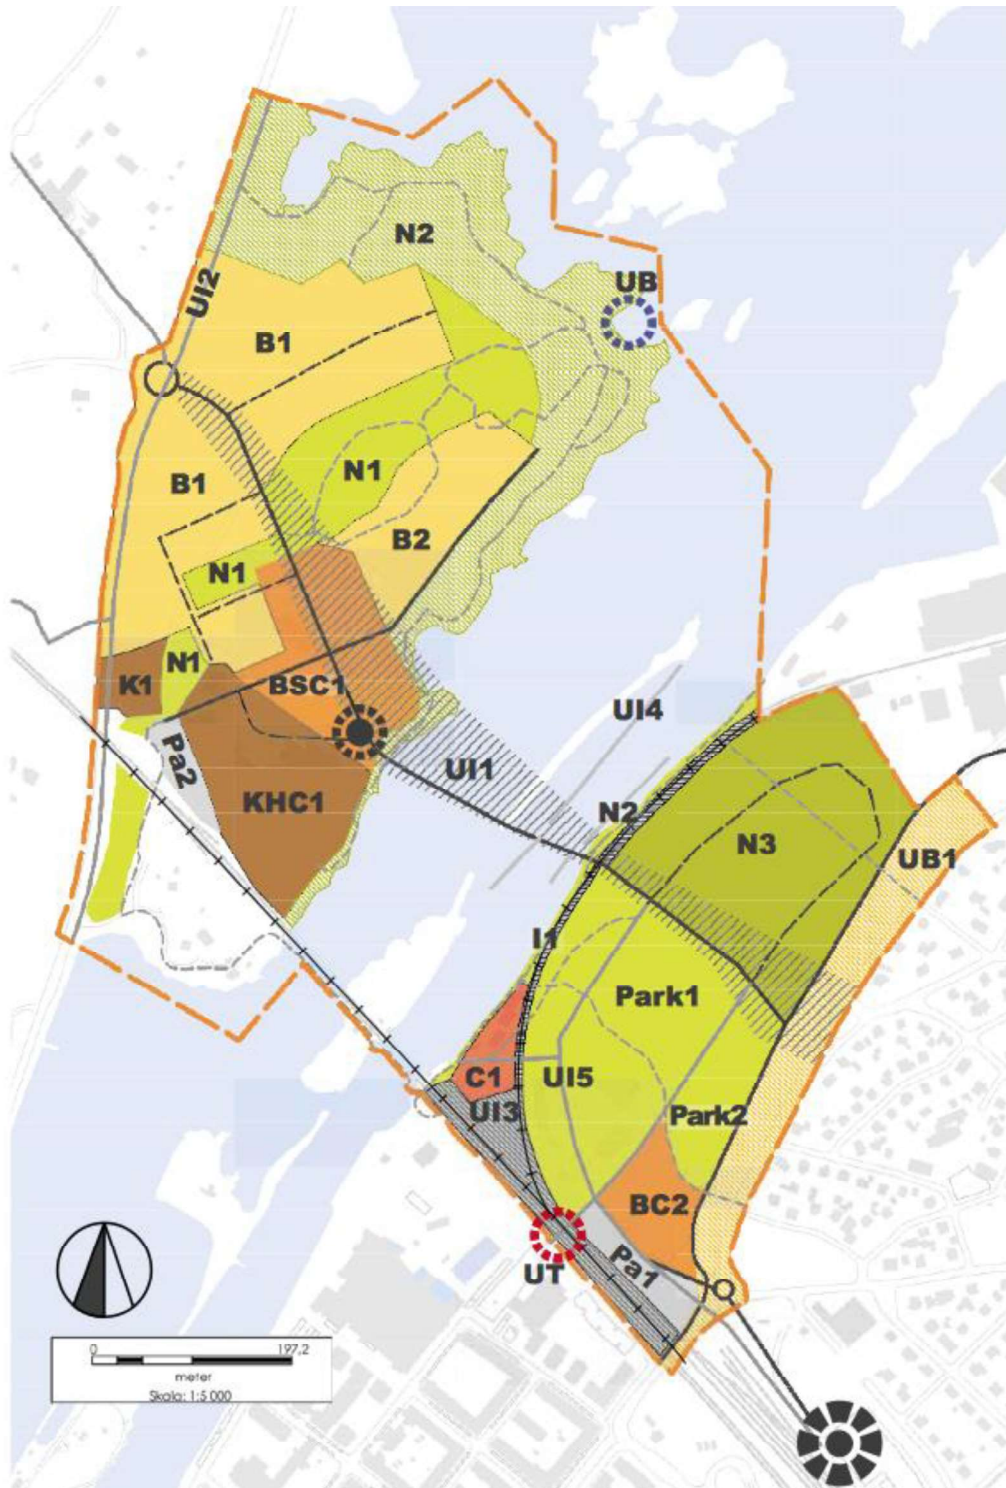 N2
UB
UI2
B1
B1
N1
B2
N1
N1
K1
BSC1
UI4
Pa2
UI1
KHC1
N2
N3
UB1
I1
Park1
C1
UI5
UI3
Park2
BC2
Pa1
UT
0 197,2
meter
Skala: 1:5 000